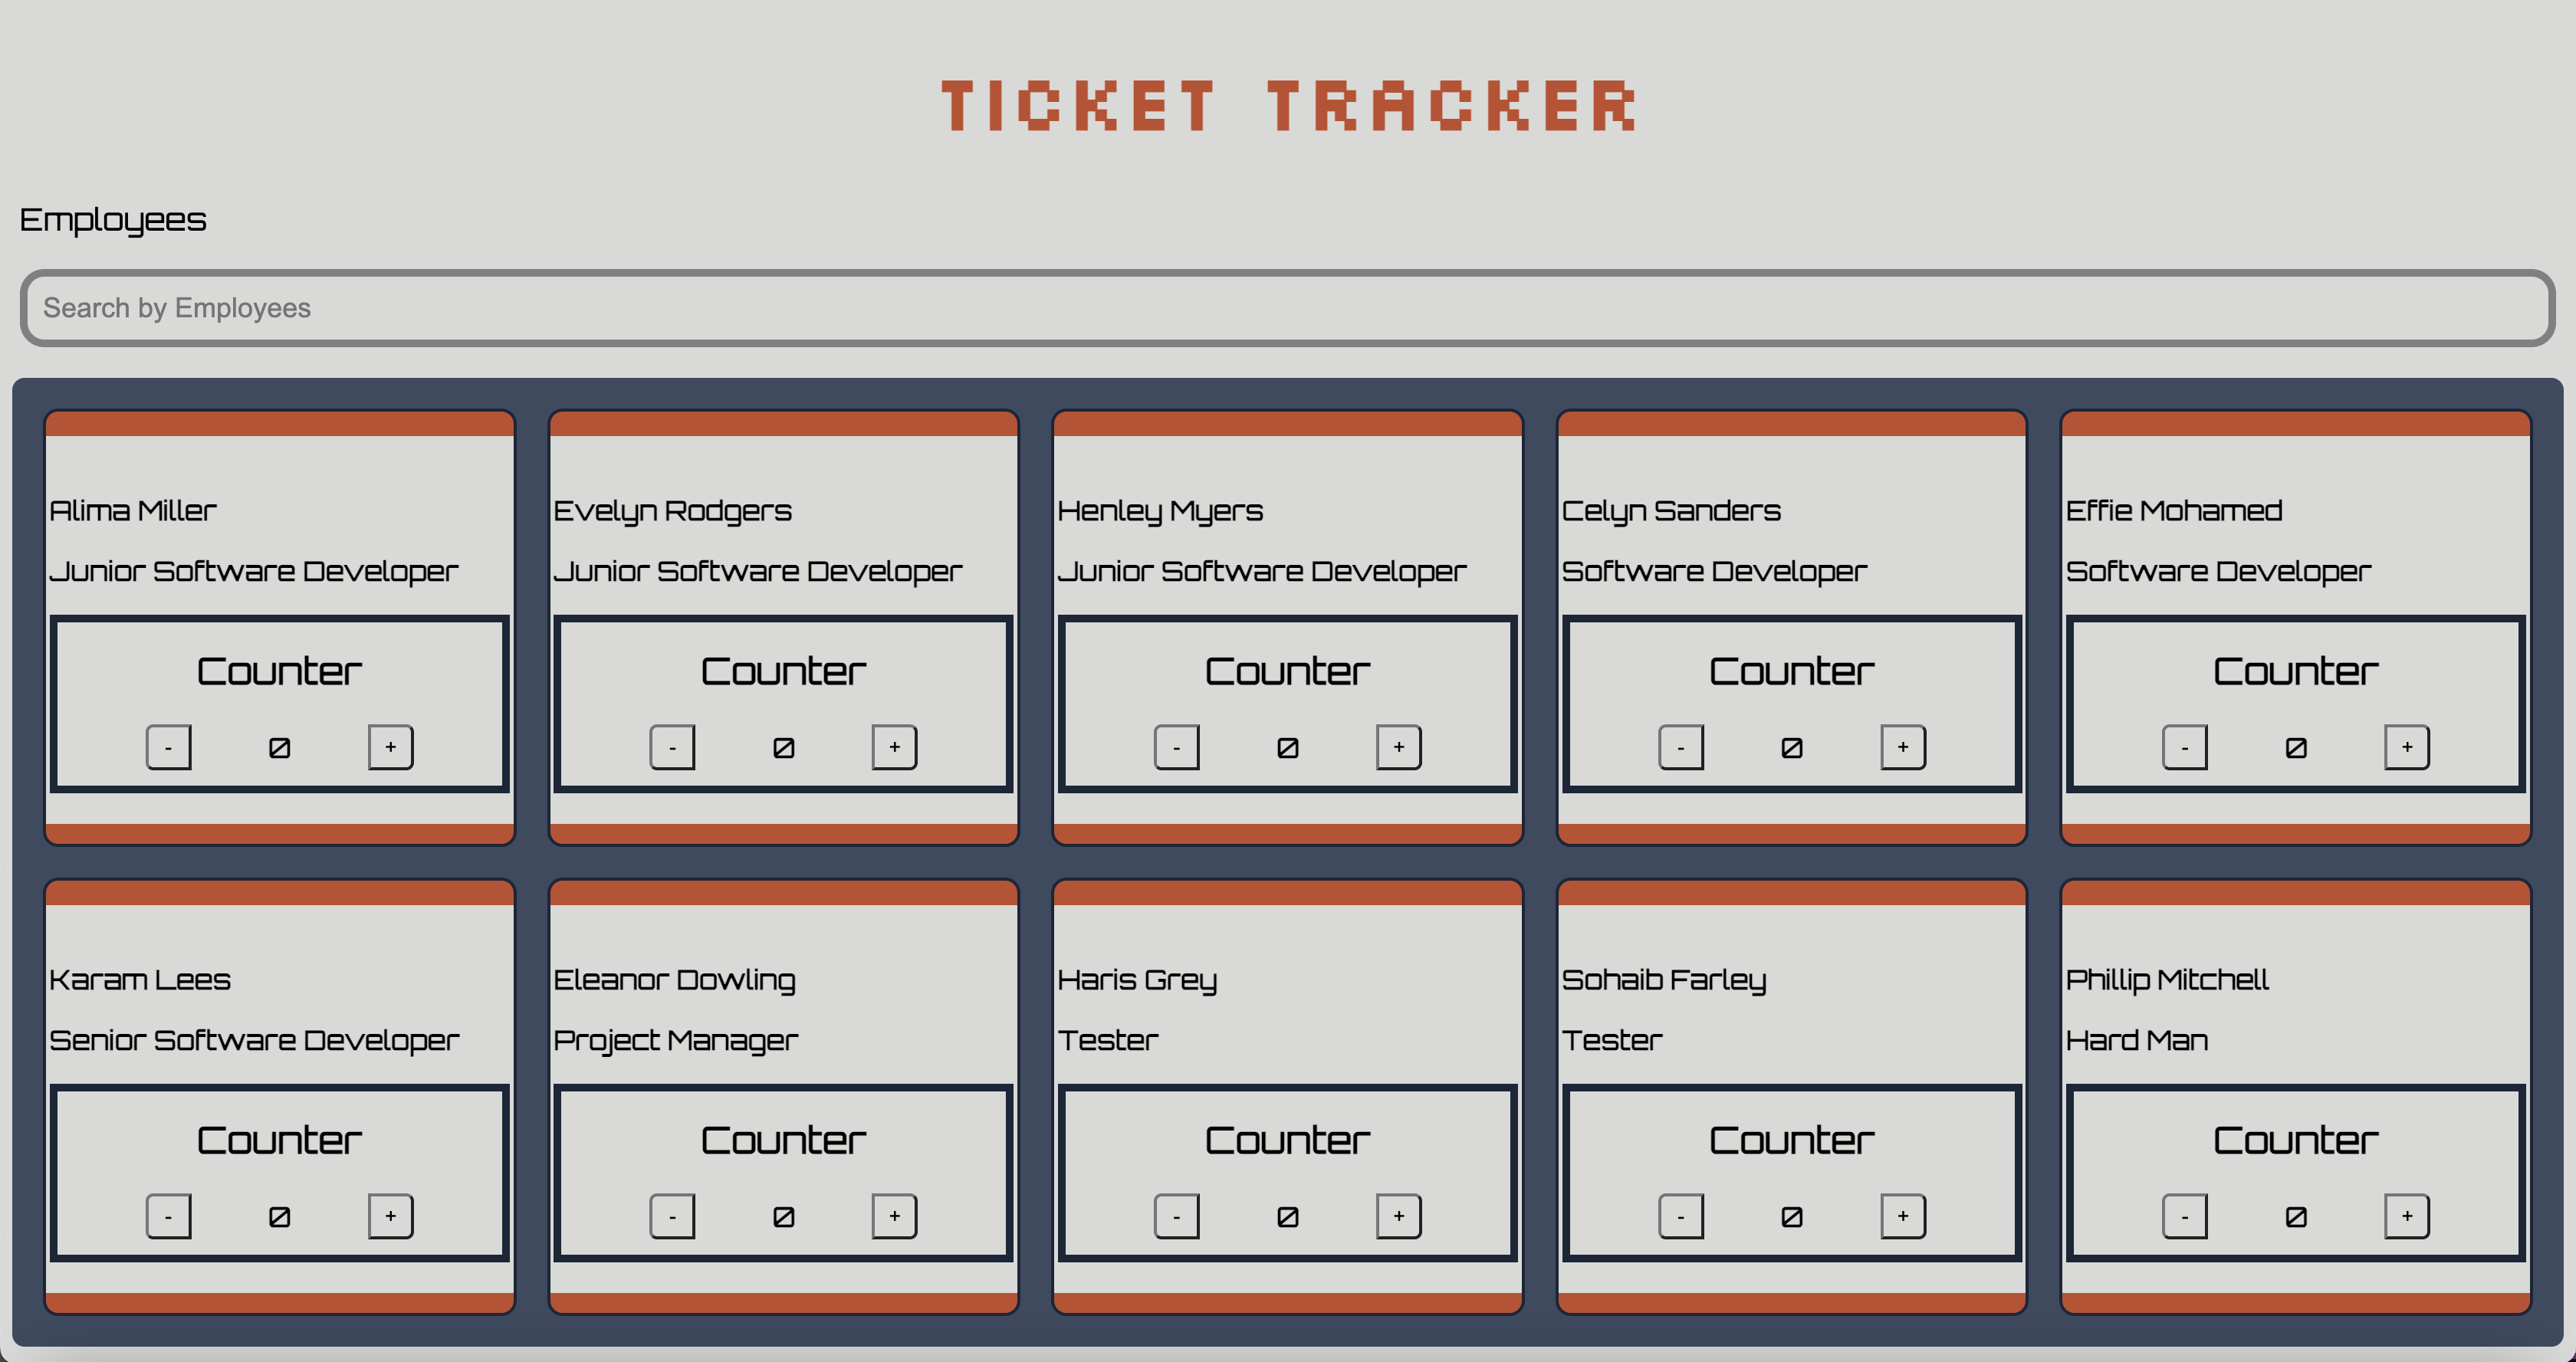 TICKET TRACKER
Employees
Search by Employees
Alima Miller
Junior Software Developer
Counter
- 0 +
Evelyn Rodgers
Junior Software Developer
Counter
- 0 +
Henley Myers
Junior Software Developer
Counter
- 0 +
Celyn Sanders
Software Developer
Counter
- 0 +
Effie Mohamed
Software Developer
Counter
- 0 +
Karam Lees
Senior Software Developer
Counter
- 0 +
Eleanor Dowling
Project Manager
Counter
- 0 +
Haris Grey
Tester
Counter
- 0 +
Sohaib Farley
Tester
Counter
- 0 +
Phillip Mitchell
Hard Man
Counter
- 0 +